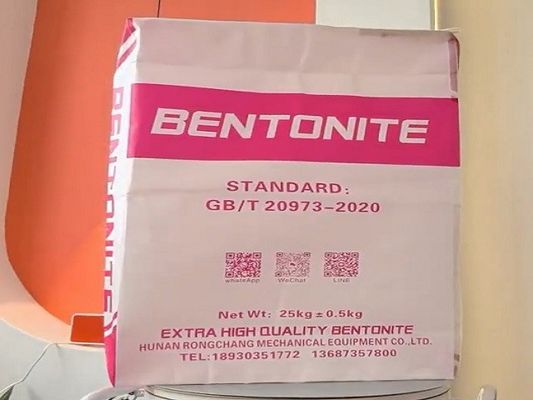 BENTONITE
BENTONITE
STANDARD:
GB/T 20973-2020
whatsApp WeChat LINE
Net Wt: 25kg±0.5kg
EXTRA HIGH QUALITY BENTONITE
HUNAN RONGCHANG MECHANICAL EQUIPMENT CO.,LTD.
TEL:18930351772 13687357800